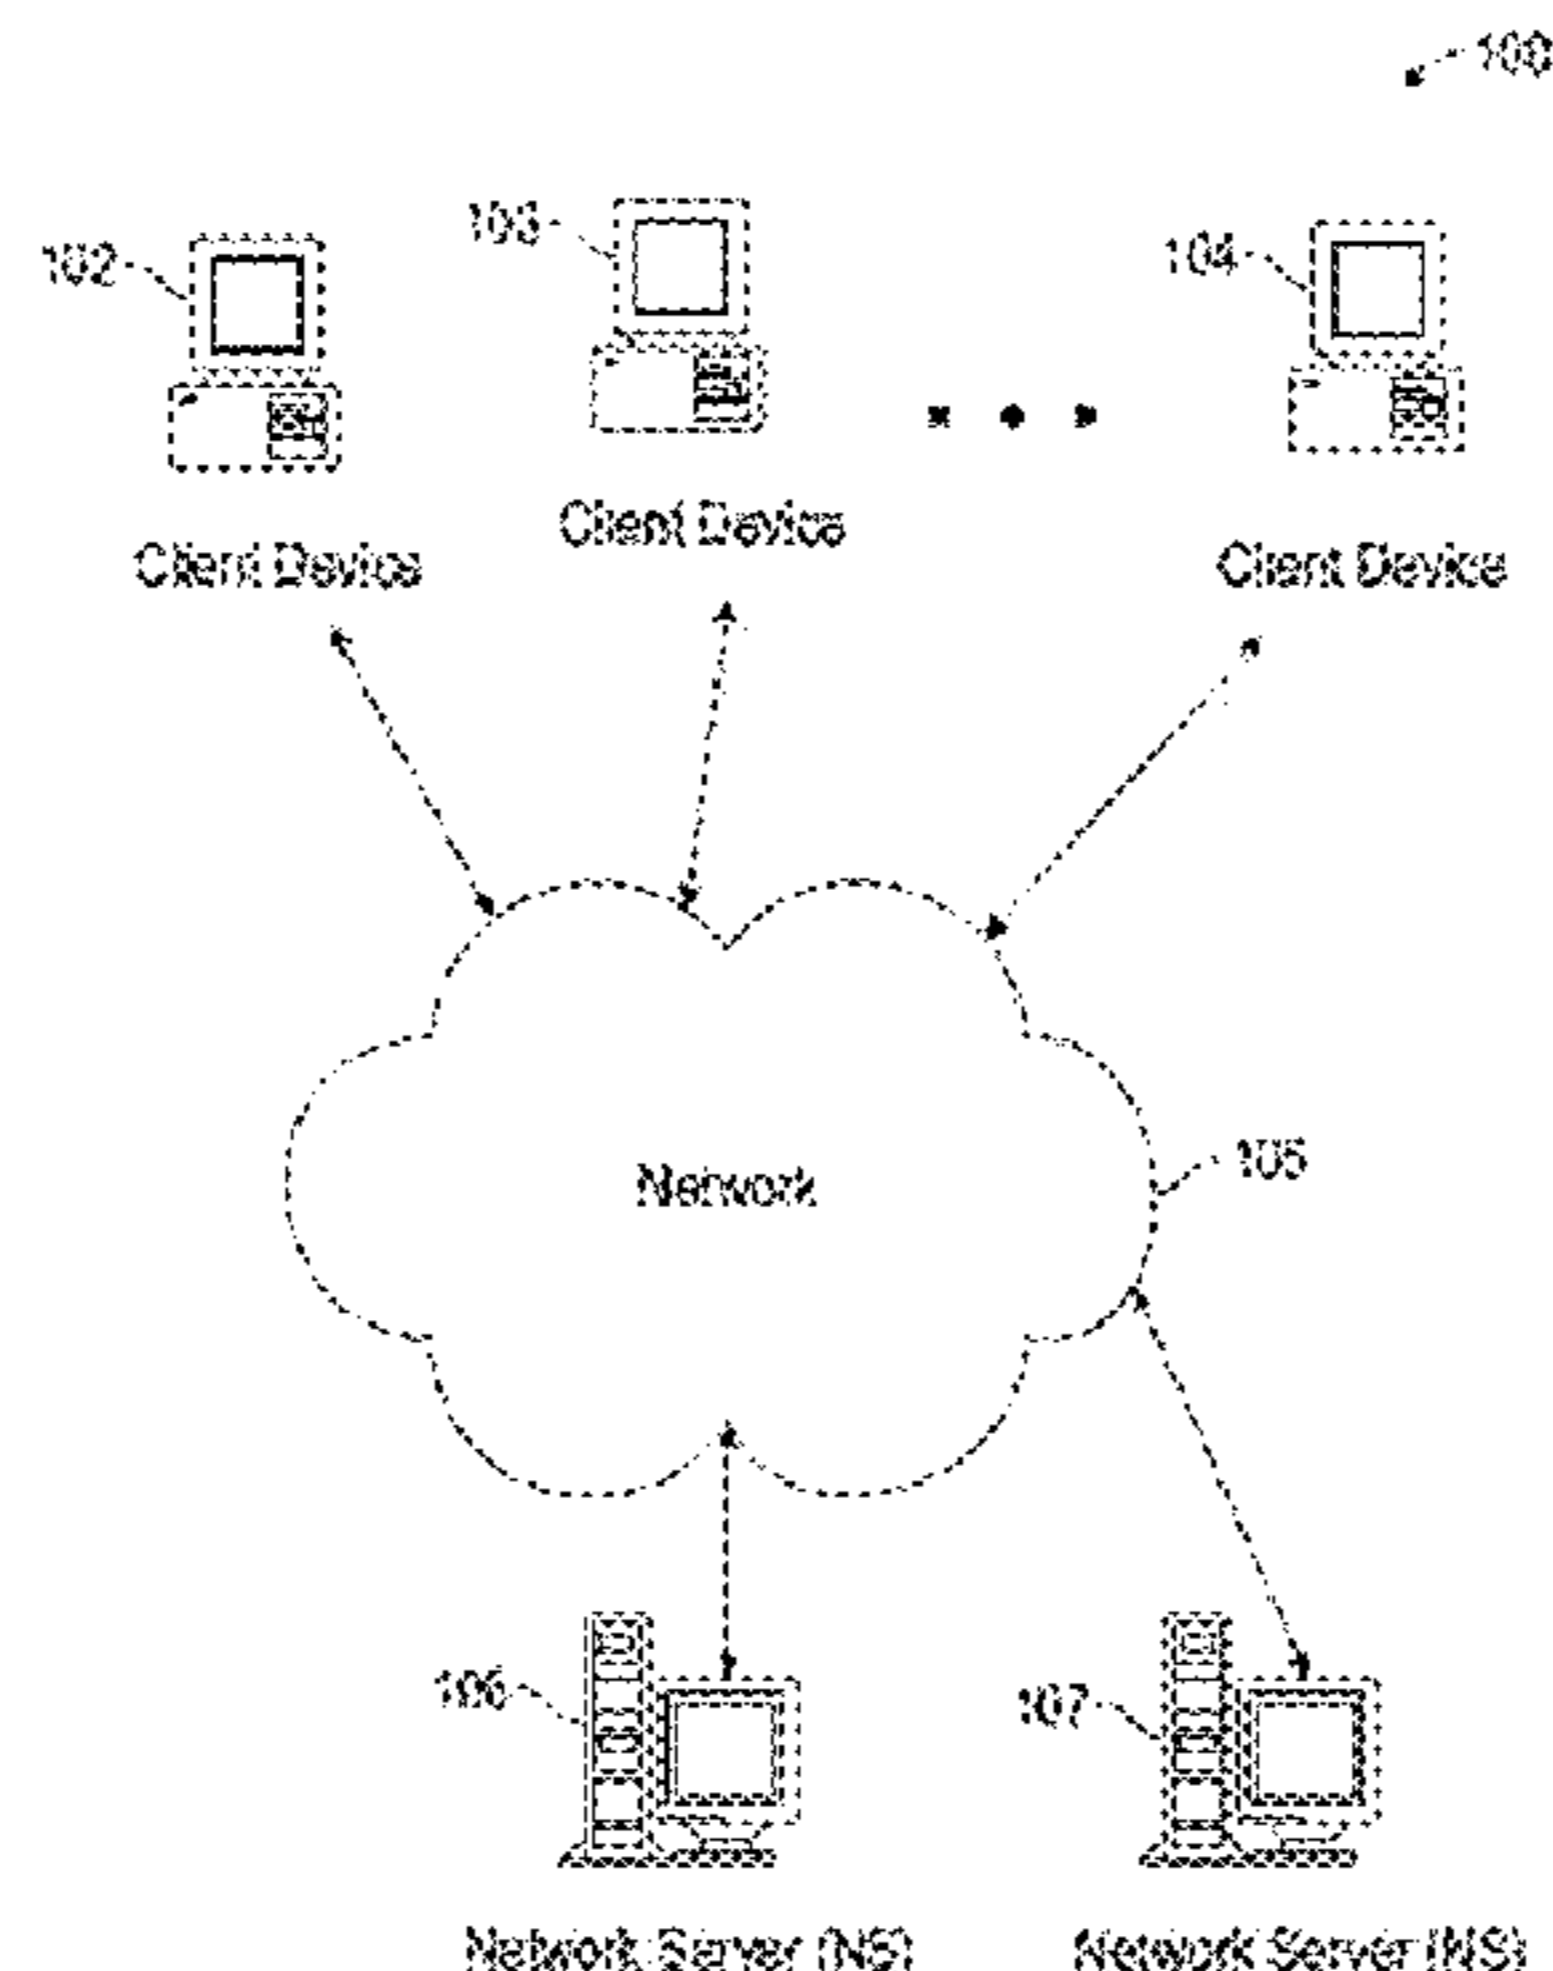 100
103
102
104
Client Device
Client Device
Client Device
Network
105
106
107
Network Server (NS)
Network Server (NS)